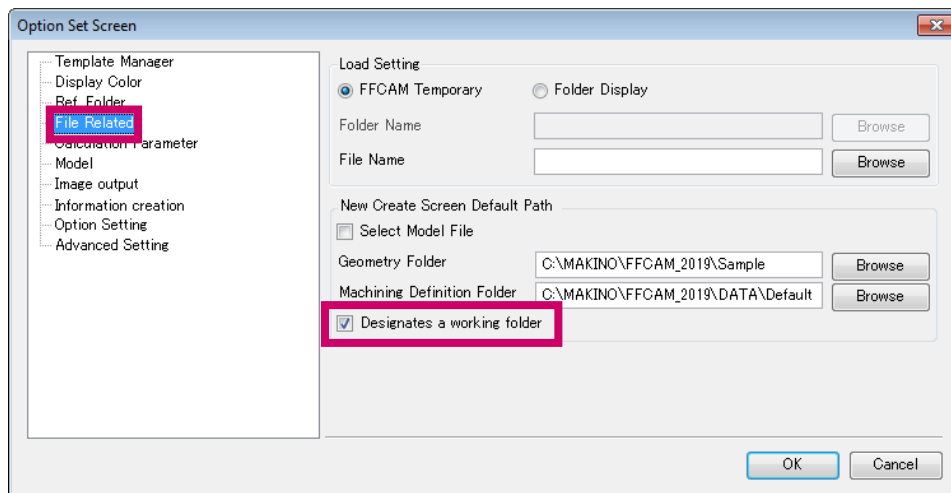 Option Set Screen
Template Manager
Display Color
Ref. Folder
File Related
Calculation Parameter
Model
Image output
Information creation
Option Setting
Advanced Setting
Load Setting
FFCAM Temporary Folder Display
Folder Name Browse
File Name Browse
New Create Screen Default Path
Select Model File
Geometry Folder C:\MAKINO\FFCAM_2019\Sample Browse
Machining Definition Folder C:\MAKINO\FFCAM_2019\DATA\Default Browse
Designates a working folder
OK Cancel